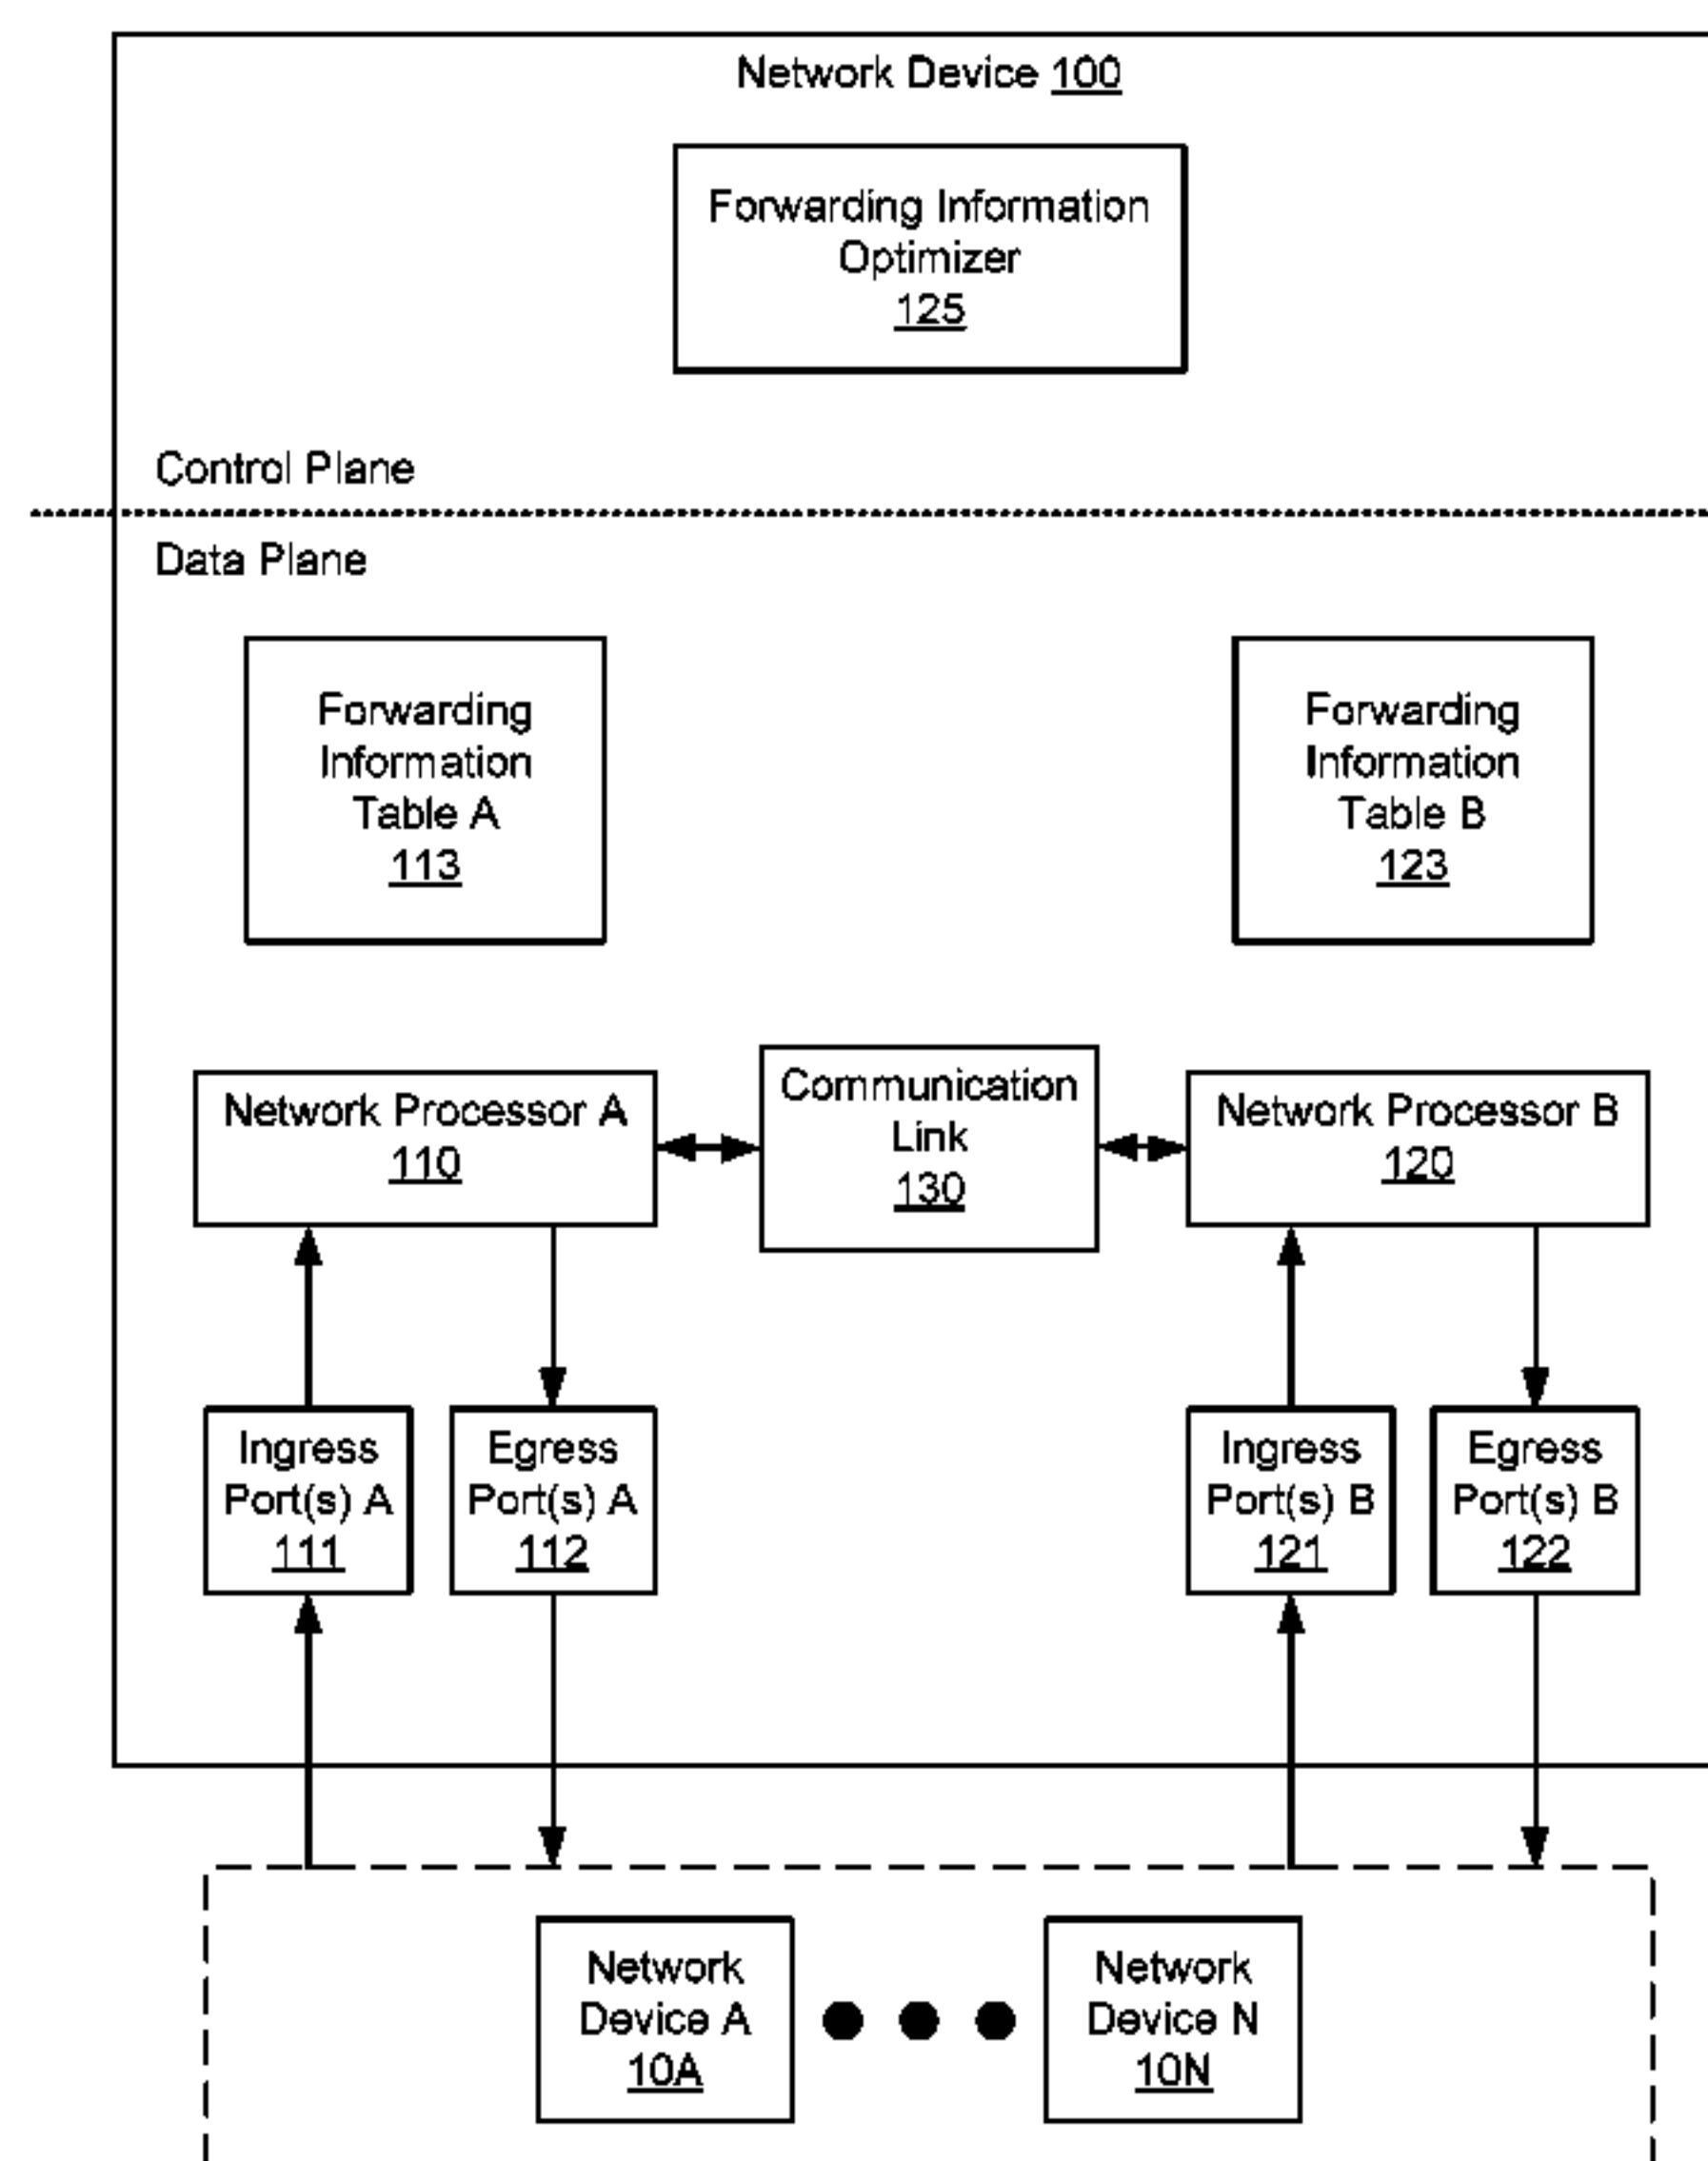 Network Device 100
Forwarding Information
Optimizer
125
Control Plane
Data Plane
Forwarding
Information
Table A
113
Forwarding
Information
Table B
123
Network Processor A
110
Communication
Link
130
Network Processor B
120
Ingress
Port(s) A
111
Egress
Port(s) A
112
Ingress
Port(s) B
121
Egress
Port(s) B
122
Network
Device A
10A
Network
Device N
10N